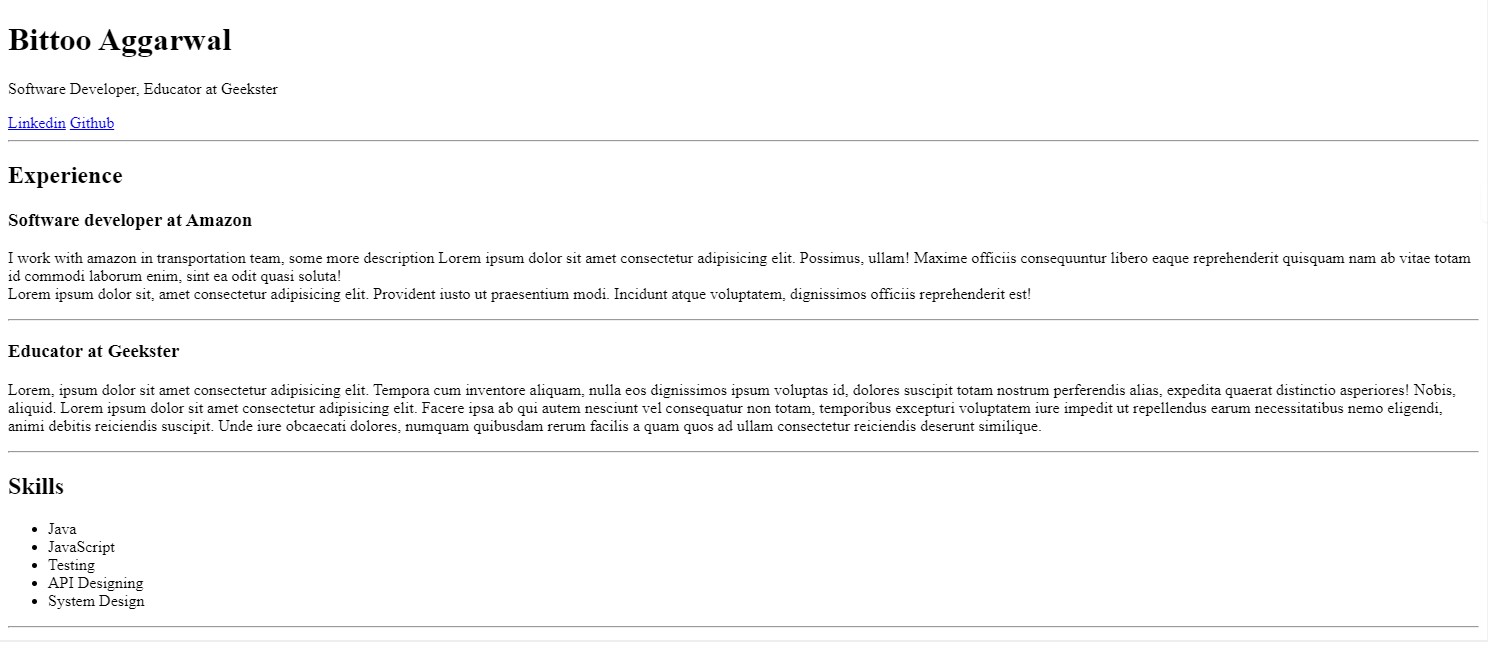 Bittoo Aggarwal
Software Developer, Educator at Geekster
Linkedin Github
Experience
Software developer at Amazon
I work with amazon in transportation team, some more description Lorem ipsum dolor sit amet consectetur adipisicing elit. Possimus, ullam! Maxime officiis consequuntur libero eaque reprehenderit quisquam nam ab vitae totam
id commodi laborum enim, sint ea odit quasi soluta!
Lorem ipsum dolor sit, amet consectetur adipisicing elit. Provident iusto ut praesentium modi. Incidunt atque voluptatem, dignissimos officiis reprehenderit est!
Educator at Geekster
Lorem, ipsum dolor sit amet consectetur adipisicing elit. Tempora cum inventore aliquam, nulla eos dignissimos ipsum voluptas id, dolores suscipit totam nostrum perferendis alias, expedita quaerat distinctio asperiores! Nobis,
aliquid. Lorem ipsum dolor sit amet consectetur adipisicing elit. Facere ipsa ab qui autem nesciunt vel consequatur non totam, temporibus excepturi voluptatem iure impedit ut repellendus earum necessitatibus nemo eligendi,
animi debitis reiciendis suscipit. Unde iure obcaecati dolores, numquam quibusdam rerum facilis a quam quos ad ullam consectetur reiciendis deserunt similique.
Skills
• Java
• JavaScript
• Testing
• API Designing
• System Design